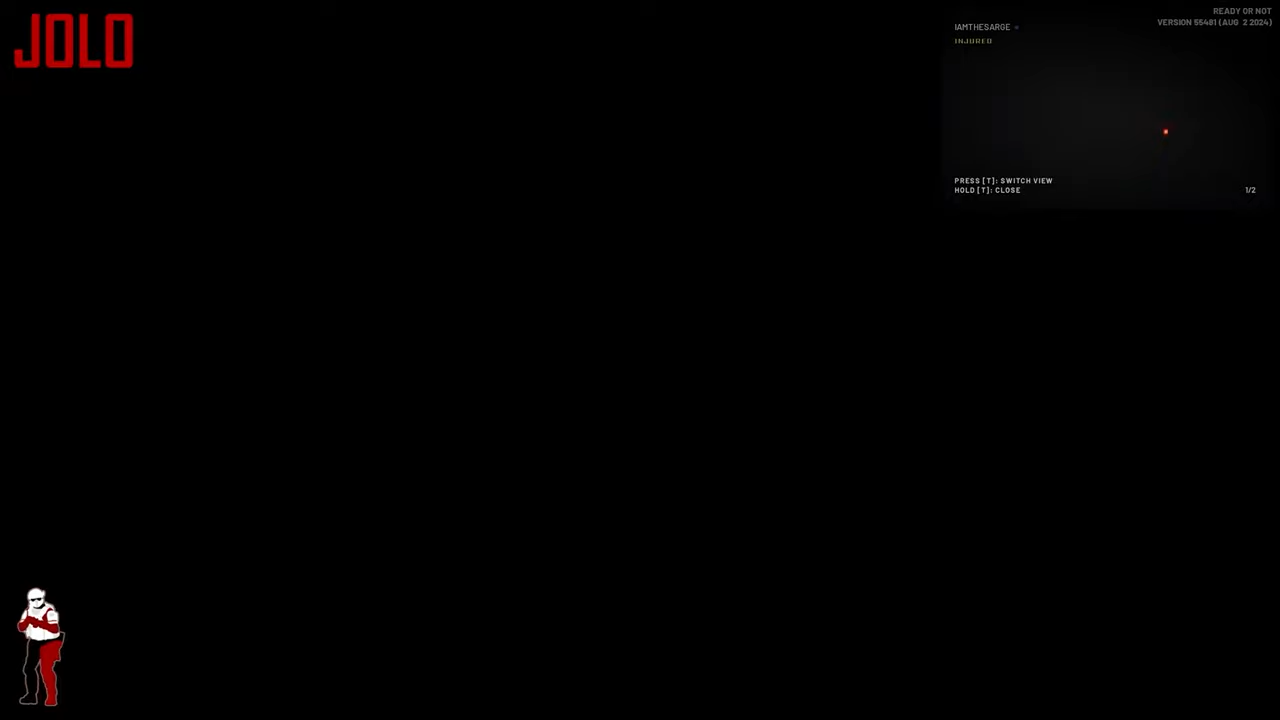 JOLO
READY OR NOT
VERSION 55481 (AUG 2 2024)
IAMTHESARGE
INJURED
PRESS [T]: SWITCH VIEW
HOLD [T]: CLOSE
1/2